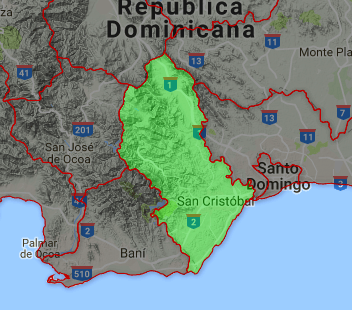 República
Dominicana
za
11
13
Monte Pla
41
1
7
13
201
11
San José
de Ocoa
Santo
Domingo
3
San Cristóbal
41
2
2
Palmar
de Ocoa
Baní
510